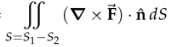 = ∬ (∇ × F⃗) · n̂ dS
S=S₁−S₂